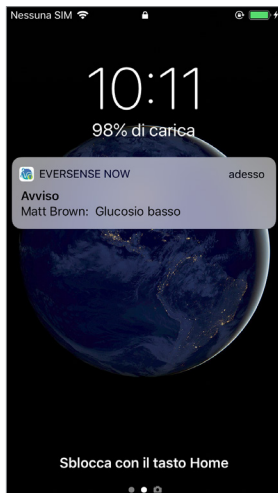 Nessuna SIM
10:11
98% di carica
EVERSENSE NOW adesso
Avviso
Matt Brown: Glucosio basso
Sblocca con il tasto Home